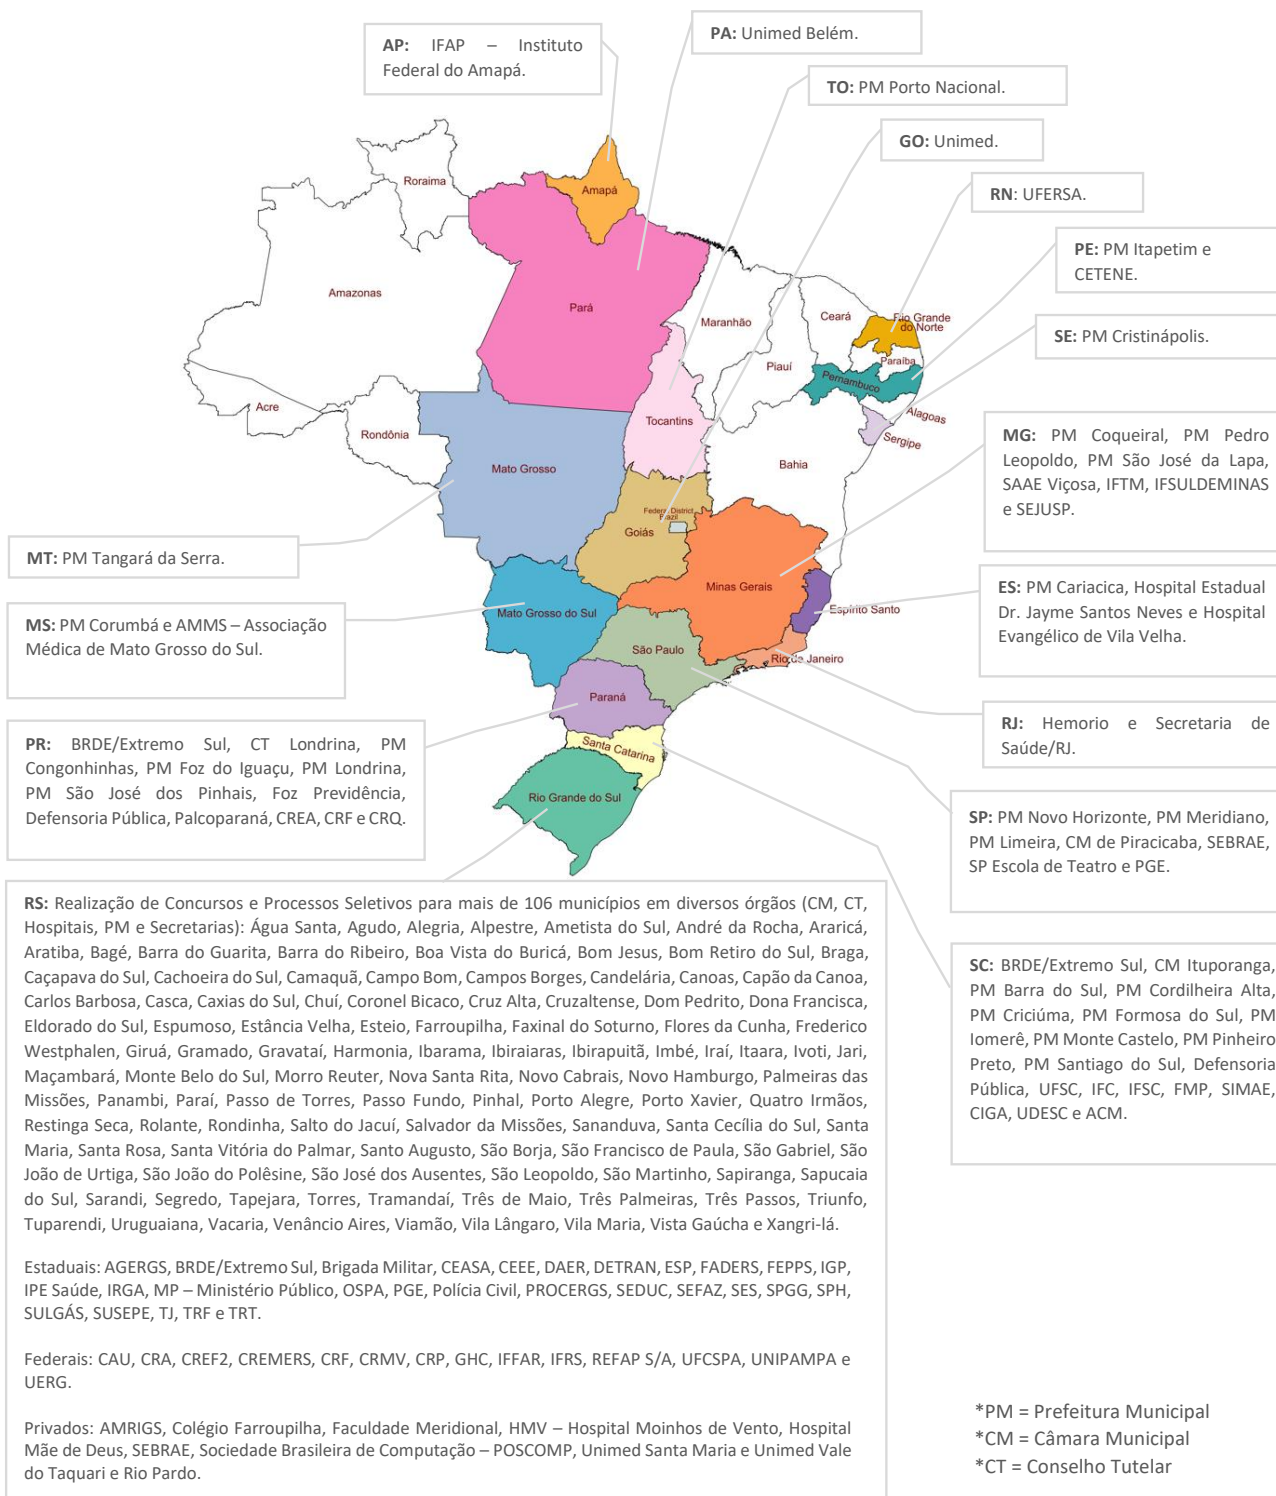 AP: IFAP – Instituto
Federal do Amapá.
PA: Unimed Belém.
TO: PM Porto Nacional.
GO: Unimed.
RN: UFERSA.
PE: PM Itapetim e
CETENE.
SE: PM Cristinápolis.
MG: PM Coqueiral, PM Pedro
Leopoldo, PM São José da Lapa,
SAAE Viçosa, IFTM, IFSULDEMINAS
e SEJUSP.
ES: PM Cariacica, Hospital Estadual
Dr. Jayme Santos Neves e Hospital
Evangélico de Vila Velha.
RJ: Hemorio e Secretaria de
Saúde/RJ.
SP: PM Novo Horizonte, PM Meridiano,
PM Limeira, CM de Piracicaba, SEBRAE,
SP Escola de Teatro e PGE.
SC: BRDE/Extremo Sul, CM Ituporanga,
PM Barra do Sul, PM Cordilheira Alta,
PM Criciúma, PM Formosa do Sul, PM
Iomerê, PM Monte Castelo, PM Pinheiro
Preto, PM Santiago do Sul, Defensoria
Pública, UFSC, IFC, IFSC, FMP, SIMAE,
CIGA, UDESC e ACM.
Roraima
Amapá
Amazonas
Pará
Maranhão
Ceará
Rio Grande
do Norte
Paraíba
Piauí
Pernambuco
Alagoas
Sergipe
Acre
Rondônia
Tocantins
Bahia
Mato Grosso
Federal District
Brazil
Goiás
Minas Gerais
Espírito Santo
Mato Grosso do Sul
São Paulo
Rio de Janeiro
Paraná
Santa Catarina
Rio Grande do Sul
MT: PM Tangará da Serra.
MS: PM Corumbá e AMMS – Associação
Médica de Mato Grosso do Sul.
PR: BRDE/Extremo Sul, CT Londrina, PM
Congonhinhas, PM Foz do Iguaçu, PM Londrina,
PM São José dos Pinhais, Foz Previdência,
Defensoria Pública, Palcoparaná, CREA, CRF e CRQ.
RS: Realização de Concursos e Processos Seletivos para mais de 106 municípios em diversos órgãos (CM, CT,
Hospitais, PM e Secretarias): Água Santa, Agudo, Alegria, Alpestre, Ametista do Sul, André da Rocha, Araricá,
Aratiba, Bagé, Barra do Guarita, Barra do Ribeiro, Boa Vista do Buricá, Bom Jesus, Bom Retiro do Sul, Braga,
Caçapava do Sul, Cachoeira do Sul, Camaquã, Campo Bom, Campos Borges, Candelária, Canoas, Capão da Canoa,
Carlos Barbosa, Casca, Caxias do Sul, Chuí, Coronel Bicaco, Cruz Alta, Cruzaltense, Dom Pedrito, Dona Francisca,
Eldorado do Sul, Espumoso, Estância Velha, Esteio, Farroupilha, Faxinal do Soturno, Flores da Cunha, Frederico
Westphalen, Giruá, Gramado, Gravataí, Harmonia, Ibarama, Ibiraiaras, Ibirapuitã, Imbé, Iraí, Itaara, Ivoti, Jari,
Maçambará, Monte Belo do Sul, Morro Reuter, Nova Santa Rita, Novo Cabrais, Novo Hamburgo, Palmeiras das
Missões, Panambi, Paraí, Passo de Torres, Passo Fundo, Pinhal, Porto Alegre, Porto Xavier, Quatro Irmãos,
Restinga Seca, Rolante, Rondinha, Salto do Jacuí, Salvador da Missões, Sananduva, Santa Cecília do Sul, Santa
Maria, Santa Rosa, Santa Vitória do Palmar, Santo Augusto, São Borja, São Francisco de Paula, São Gabriel, São
João de Urtiga, São João do Polêsine, São José dos Ausentes, São Leopoldo, São Martinho, Sapiranga, Sapucaia
do Sul, Sarandi, Segredo, Tapejara, Torres, Tramandaí, Três de Maio, Três Palmeiras, Três Passos, Triunfo,
Tuparendi, Uruguaiana, Vacaria, Venâncio Aires, Viamão, Vila Lângaro, Vila Maria, Vista Gaúcha e Xangri-lá.
Estaduais: AGERGS, BRDE/Extremo Sul, Brigada Militar, CEASA, CEEE, DAER, DETRAN, ESP, FADERS, FEPPS, IGP,
IPE Saúde, IRGA, MP – Ministério Público, OSPA, PGE, Polícia Civil, PROCERGS, SEDUC, SEFAZ, SES, SPGG, SPH,
SULGÁS, SUSEPE, TJ, TRF e TRT.
Federais: CAU, CRA, CREF2, CREMERS, CRF, CRMV, CRP, GHC, IFFAR, IFRS, REFAP S/A, UFCSPA, UNIPAMPA e
UERG.
Privados: AMRIGS, Colégio Farroupilha, Faculdade Meridional, HMV – Hospital Moinhos de Vento, Hospital
Mãe de Deus, SEBRAE, Sociedade Brasileira de Computação – POSCOMP, Unimed Santa Maria e Unimed Vale
do Taquari e Rio Pardo.
*PM = Prefeitura Municipal
*CM = Câmara Municipal
*CT = Conselho Tutelar